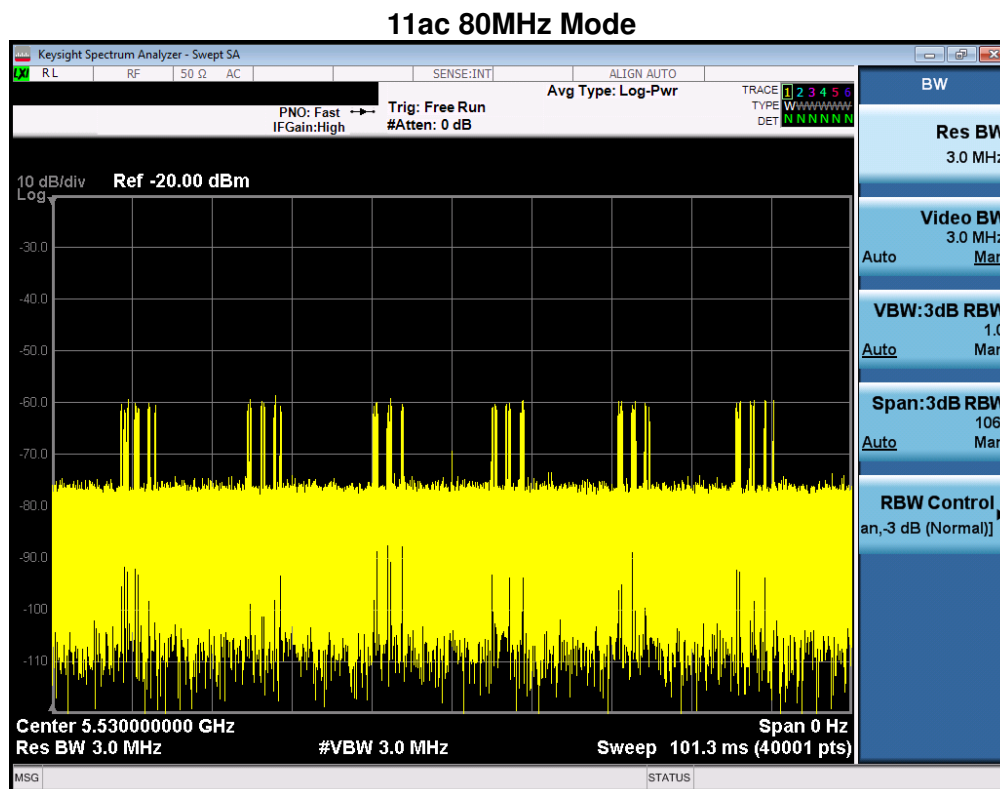 11ac 80MHz Mode
Keysight Spectrum Analyzer - Swept SA
LXI RL RF 50 Ω AC SENSE:INT ALIGN AUTO
BW
Avg Type: Log-Pwr
TRACE 1 2 3 4 5 6
PNO: Fast Trig: Free Run
TYPE WWWWWW
IFGain:High #Atten: 0 dB
DET N N N N N N
Res BW
3.0 MHz
10 dB/div Ref -20.00 dBm
Log
Video BW
3.0 MHz
Auto Man
-30.0
-40.0
VBW:3dB RBW
1.0
Auto Man
-50.0
-60.0
Span:3dB RBW
106
Auto Man
-70.0
-80.0
RBW Control
an,-3 dB (Normal)]
-90.0
-100
-110
Center 5.530000000 GHz Span 0 Hz
Res BW 3.0 MHz #VBW 3.0 MHz Sweep 101.3 ms (40001 pts)
MSG STATUS